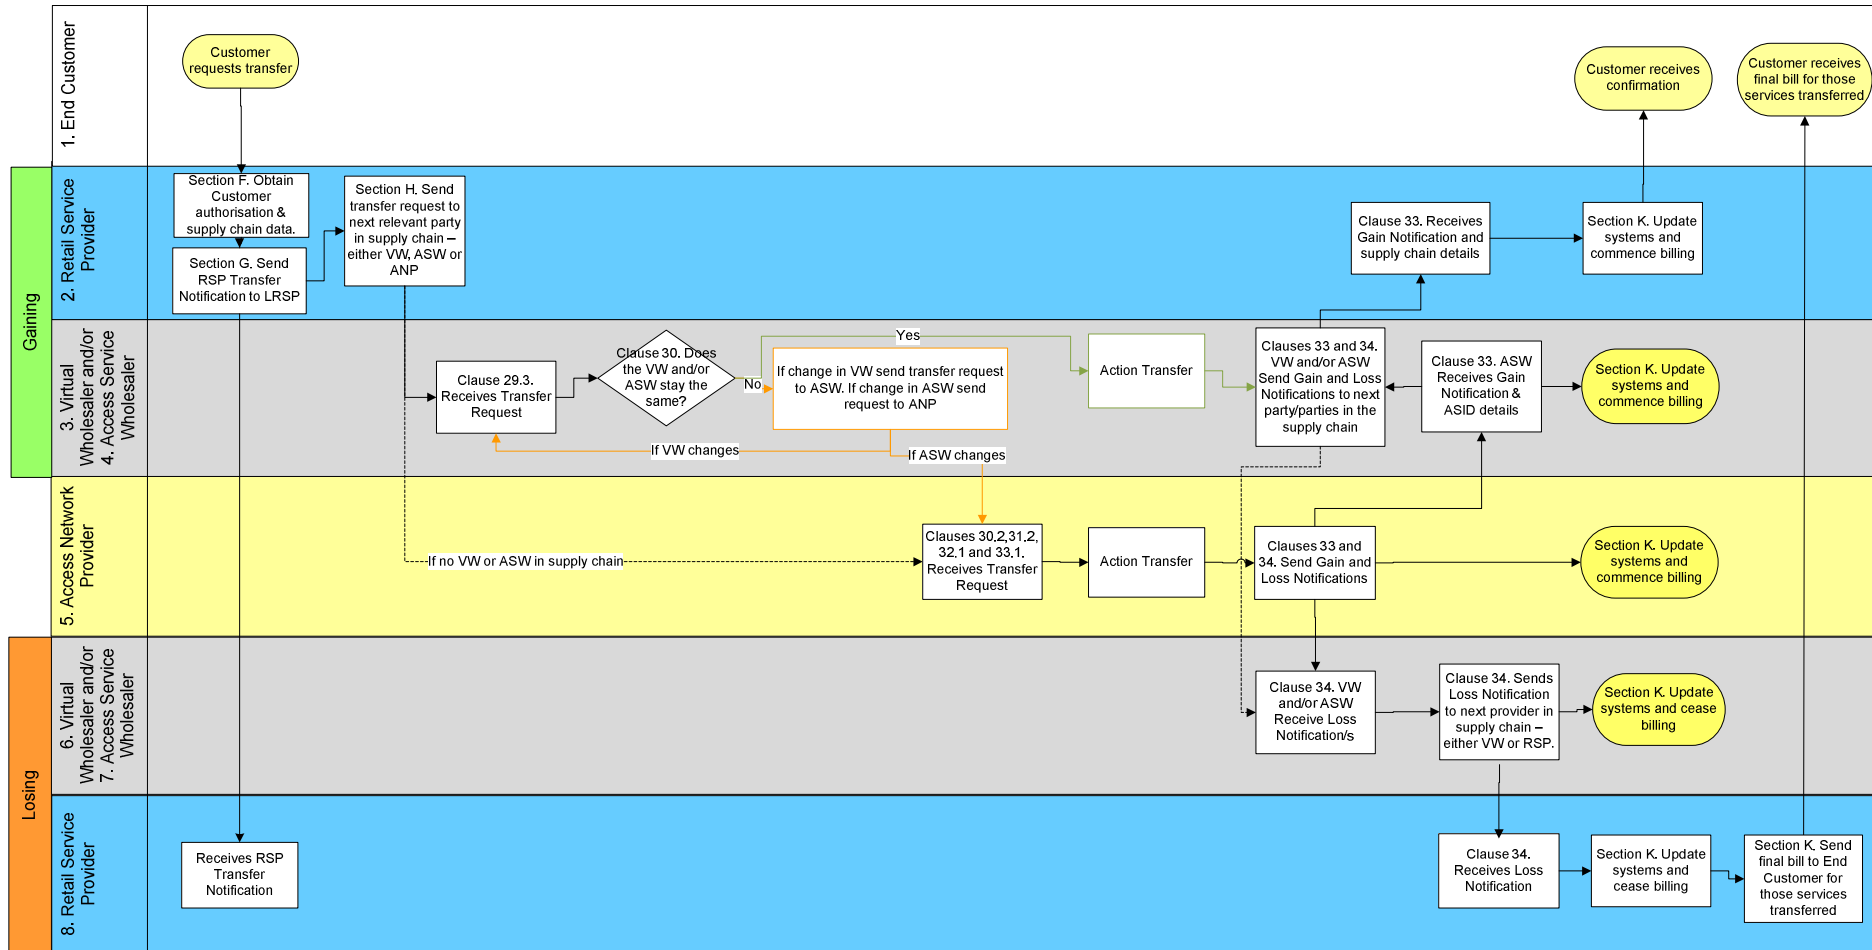 1. End Customer
Customer
requests transfer
Customer receives
confirmation
Customer receives
final bill for those
services transferred
Gaining
2. Retail Service
Provider
Section F. Obtain
Customer
authorisation &
supply chain data.
Section G. Send
RSP Transfer
Notification to LRSP
Section H. Send
transfer request to
next relevant party
in supply chain –
either VW, ASW or
ANP
Clause 33. Receives
Gain Notification and
supply chain details
Section K. Update
systems and
commence billing
3. Virtual
Wholesaler and/or
4. Access Service
Wholesaler
Clause 29.3.
Receives Transfer
Request
Clause 30. Does
the VW and/or
ASW stay the
same?
Yes
No
If change in VW send transfer request
to ASW. If change in ASW send
request to ANP
If VW changes
If ASW changes
Action Transfer
Clauses 33 and 34.
VW and/or ASW
Send Gain and Loss
Notifications to next
party/parties in the
supply chain
Clause 33. ASW
Receives Gain
Notification &
ASID details
Section K. Update
systems and
commence billing
5. Access Network
Provider
If no VW or ASW in supply chain
Clauses 30.2,31.2,
32.1 and 33.1.
Receives Transfer
Request
Action Transfer
Clauses 33 and
34. Send Gain and
Loss Notifications
Section K. Update
systems and
commence billing
Losing
6. Virtual
Wholesaler and/or
7. Access Service
Wholesaler
Clause 34. VW
and/or ASW
Receive Loss
Notification/s
Clause 34. Sends
Loss Notification
to next provider in
supply chain –
either VW or RSP.
Section K. Update
systems and cease
billing
8. Retail Service
Provider
Receives RSP
Transfer
Notification
Clause 34.
Receives Loss
Notification
Section K. Update
systems and
cease billing
Section K. Send
final bill to End
Customer for
those services
transferred